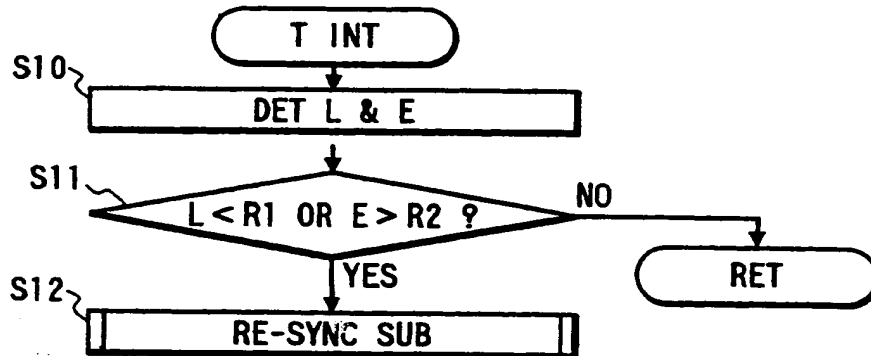 T INT
S10
DET L & E
S11
L<R1 OR E>R2 ?
NO
YES
RET
S12
RE-SYNC SUB